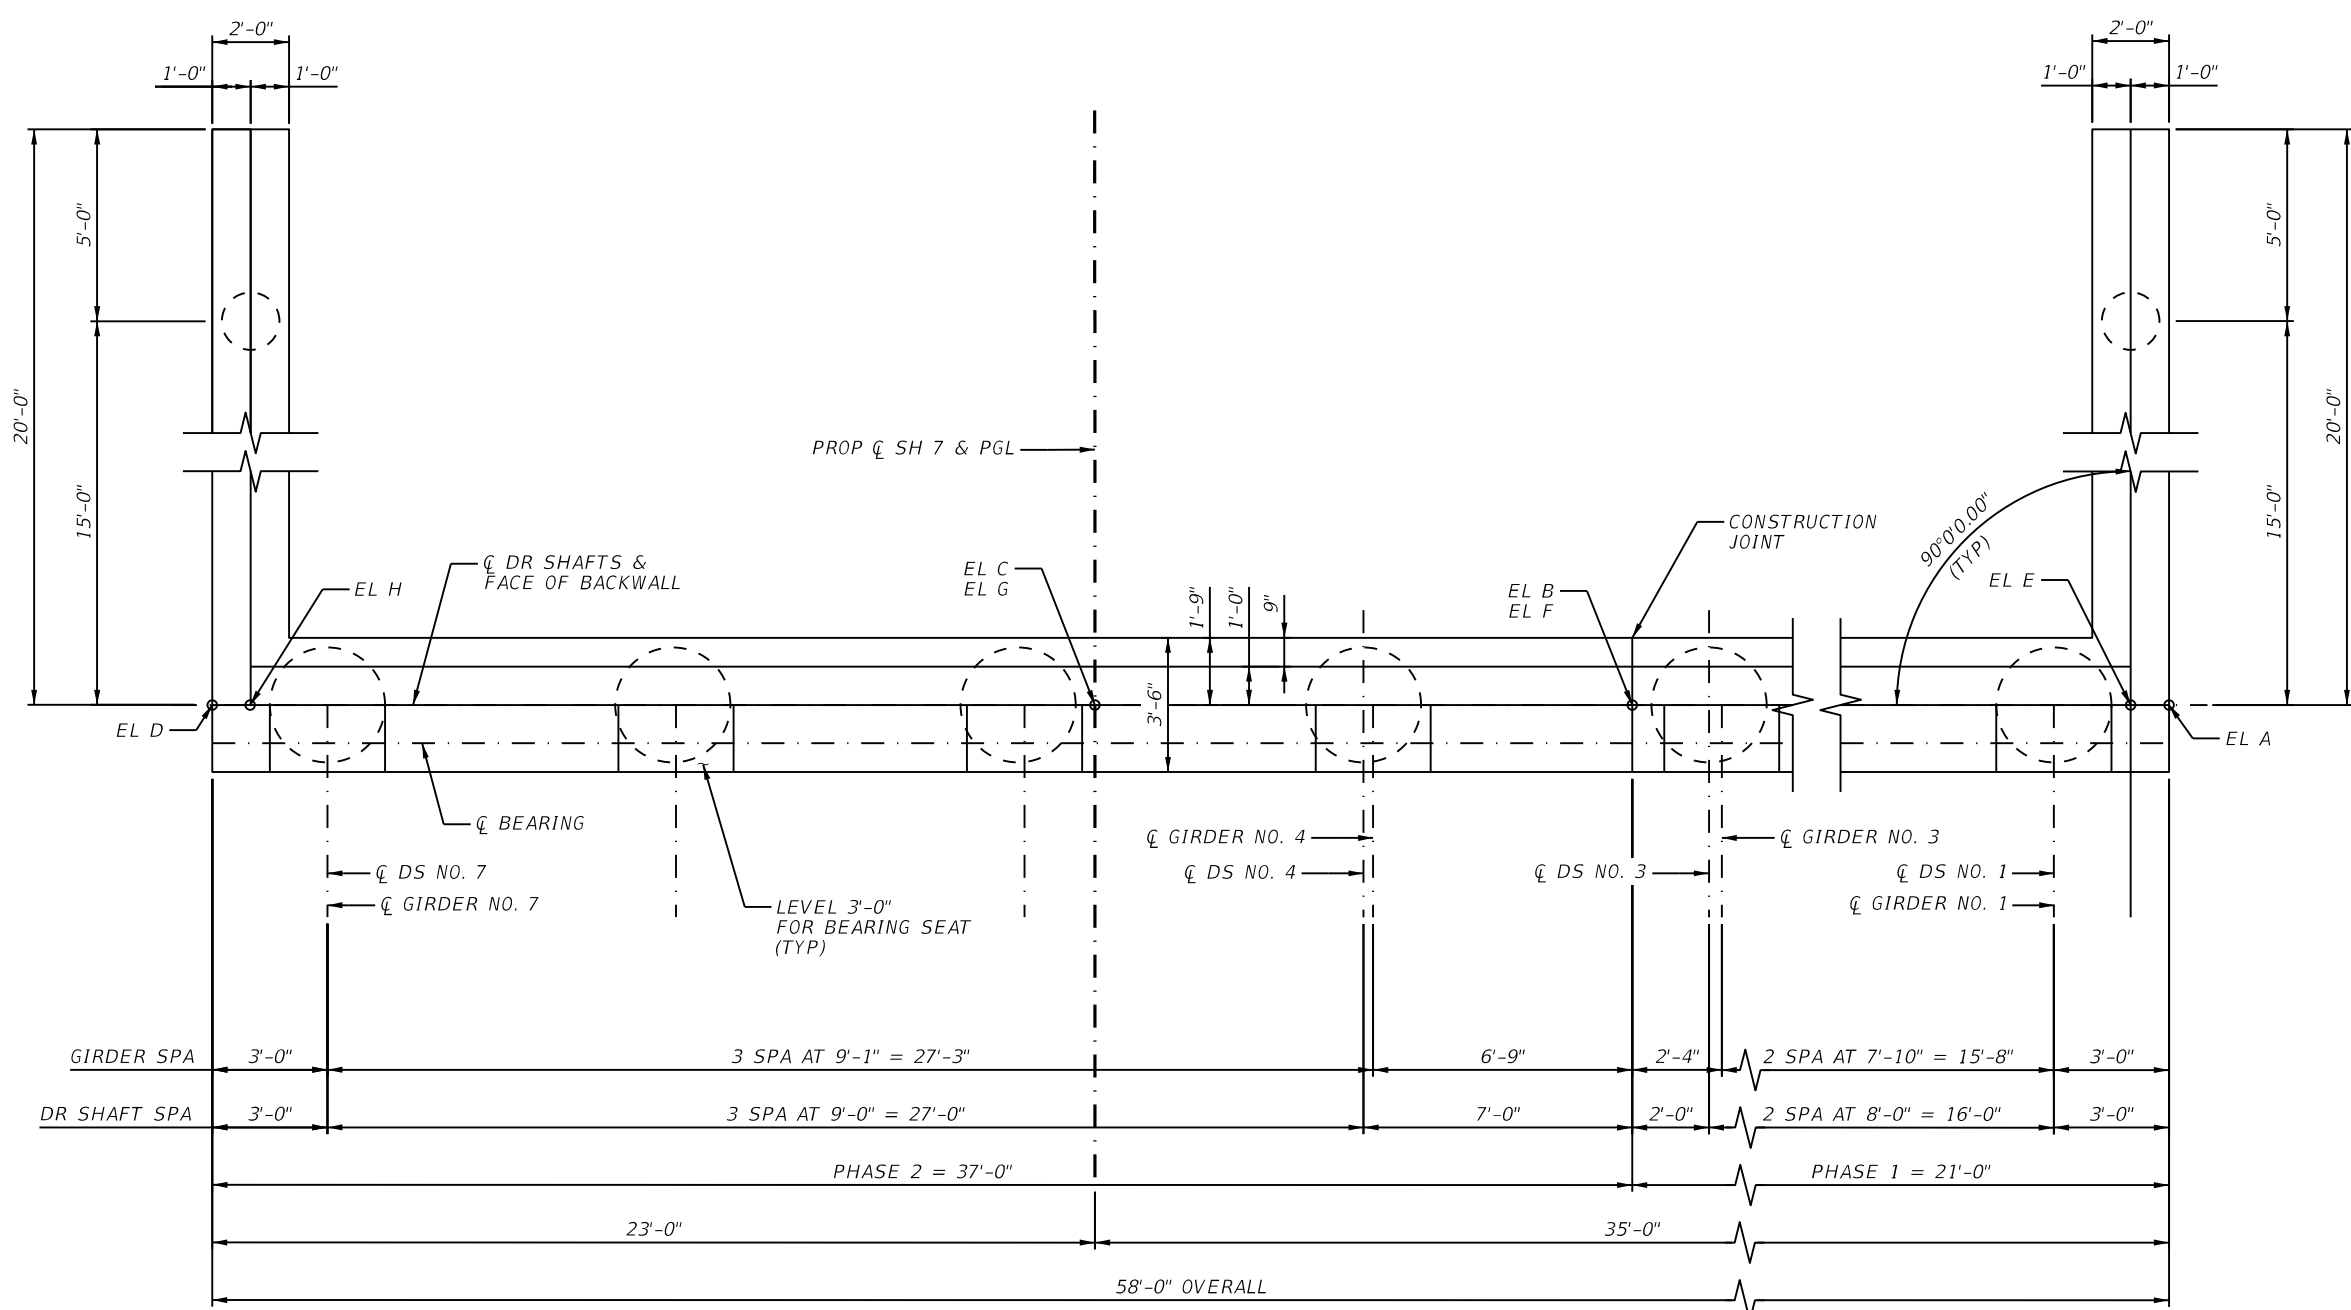 2'-0"
2'-0"
1'-0"
1'-0"
1'-0"
1'-0"
5'-0"
5'-0"
20'-0"
20'-0"
15'-0"
15'-0"
PROP ℄ SH 7 & PGL
CONSTRUCTION
JOINT
90°0'0.00"
(TYP)
℄ DR SHAFTS &
FACE OF BACKWALL
EL H
EL C
EL G
1'-9"
1'-0"
9"
EL B
EL F
EL E
3'-6"
EL D
EL A
℄ BEARING
℄ GIRDER NO. 4
℄ GIRDER NO. 3
℄ DS NO. 7
℄ DS NO. 4
℄ DS NO. 3
℄ DS NO. 1
℄ GIRDER NO. 7
℄ GIRDER NO. 1
LEVEL 3'-0"
FOR BEARING SEAT
(TYP)
GIRDER SPA 3'-0" 3 SPA AT 9'-1" = 27'-3" 6'-9" 2'-4" 2 SPA AT 7'-10" = 15'-8" 3'-0"
DR SHAFT SPA 3'-0" 3 SPA AT 9'-0" = 27'-0" 7'-0" 2'-0" 2 SPA AT 8'-0" = 16'-0" 3'-0"
PHASE 2 = 37'-0" PHASE 1 = 21'-0"
23'-0" 35'-0"
58'-0" OVERALL